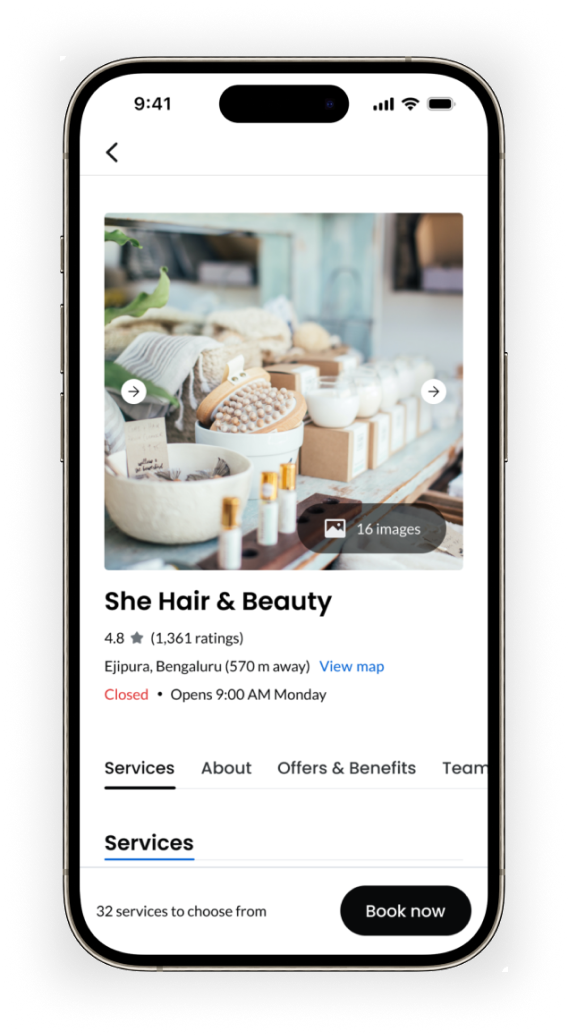 9:41
16 images
She Hair & Beauty
4.8 ★ (1,361 ratings)
Ejipura, Bengaluru (570 m away) View map
Closed • Opens 9:00 AM Monday
Services About Offers & Benefits Team
Services
32 services to choose from Book now